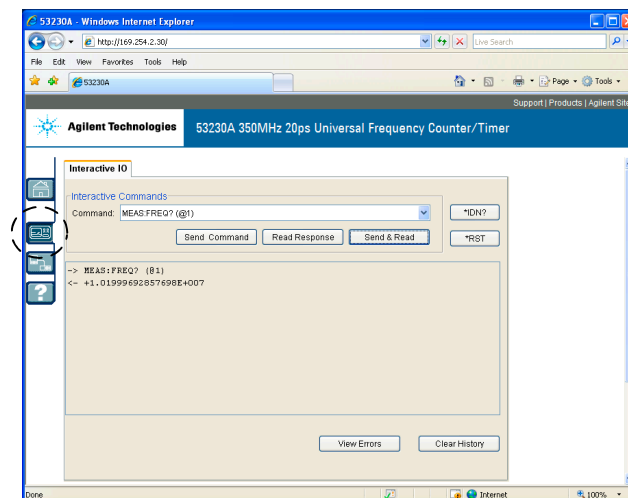 53230A - Windows Internet Explorer
http://169.254.2.30/
Live Search
File Edit View Favorites Tools Help
53230A
Page Tools
Support | Products | Agilent Site
Agilent Technologies
53230A 350MHz 20ps Universal Frequency Counter/Timer
Interactive IO
Interactive Commands
Command: MEAS:FREQ? (@1)
*IDN?
Send Command Read Response Send & Read
*RST
-> MEAS:FREQ? (@1)
<- +1.01999692857698E+007
View Errors Clear History
Done
Internet
100%